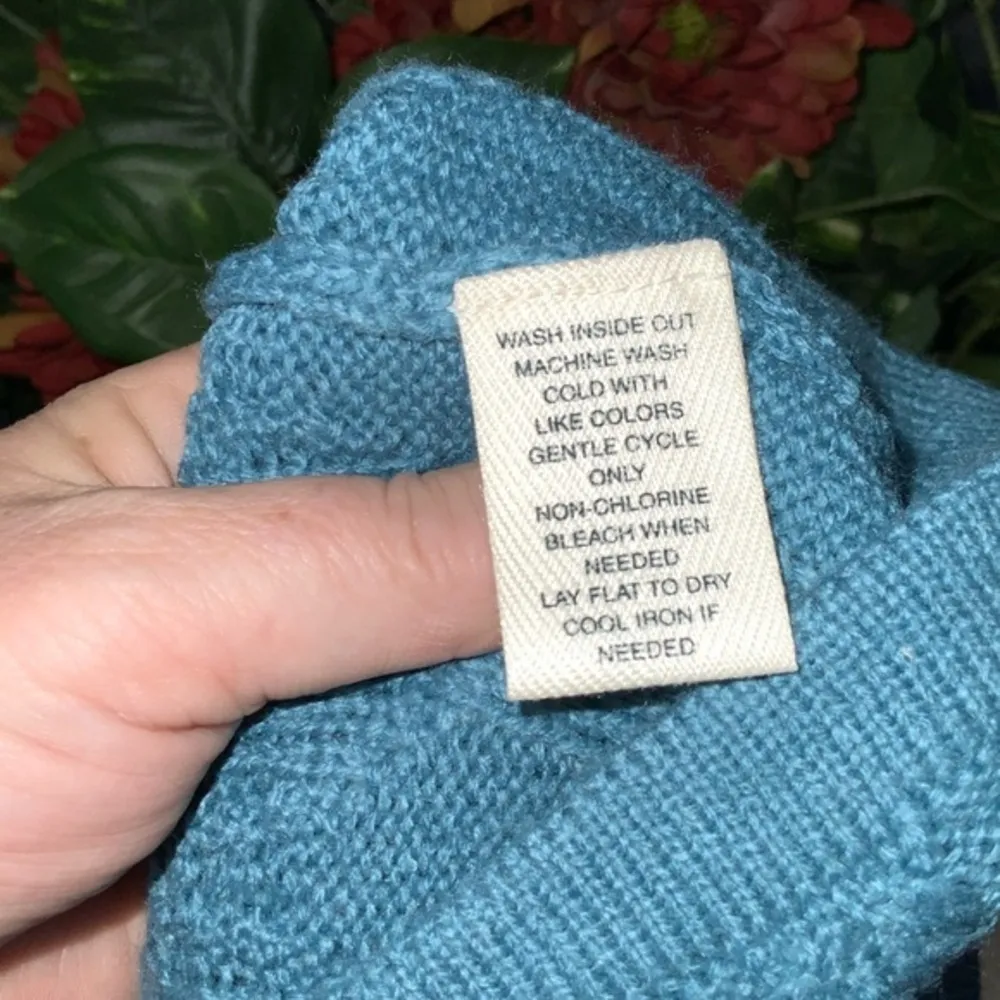 WASH INSIDE OUT
MACHINE WASH
COLD WITH
LIKE COLORS
GENTLE CYCLE
ONLY
NON-CHLORINE
BLEACH WHEN
NEEDED
LAY FLAT TO DRY
COOL IRON IF
NEEDED